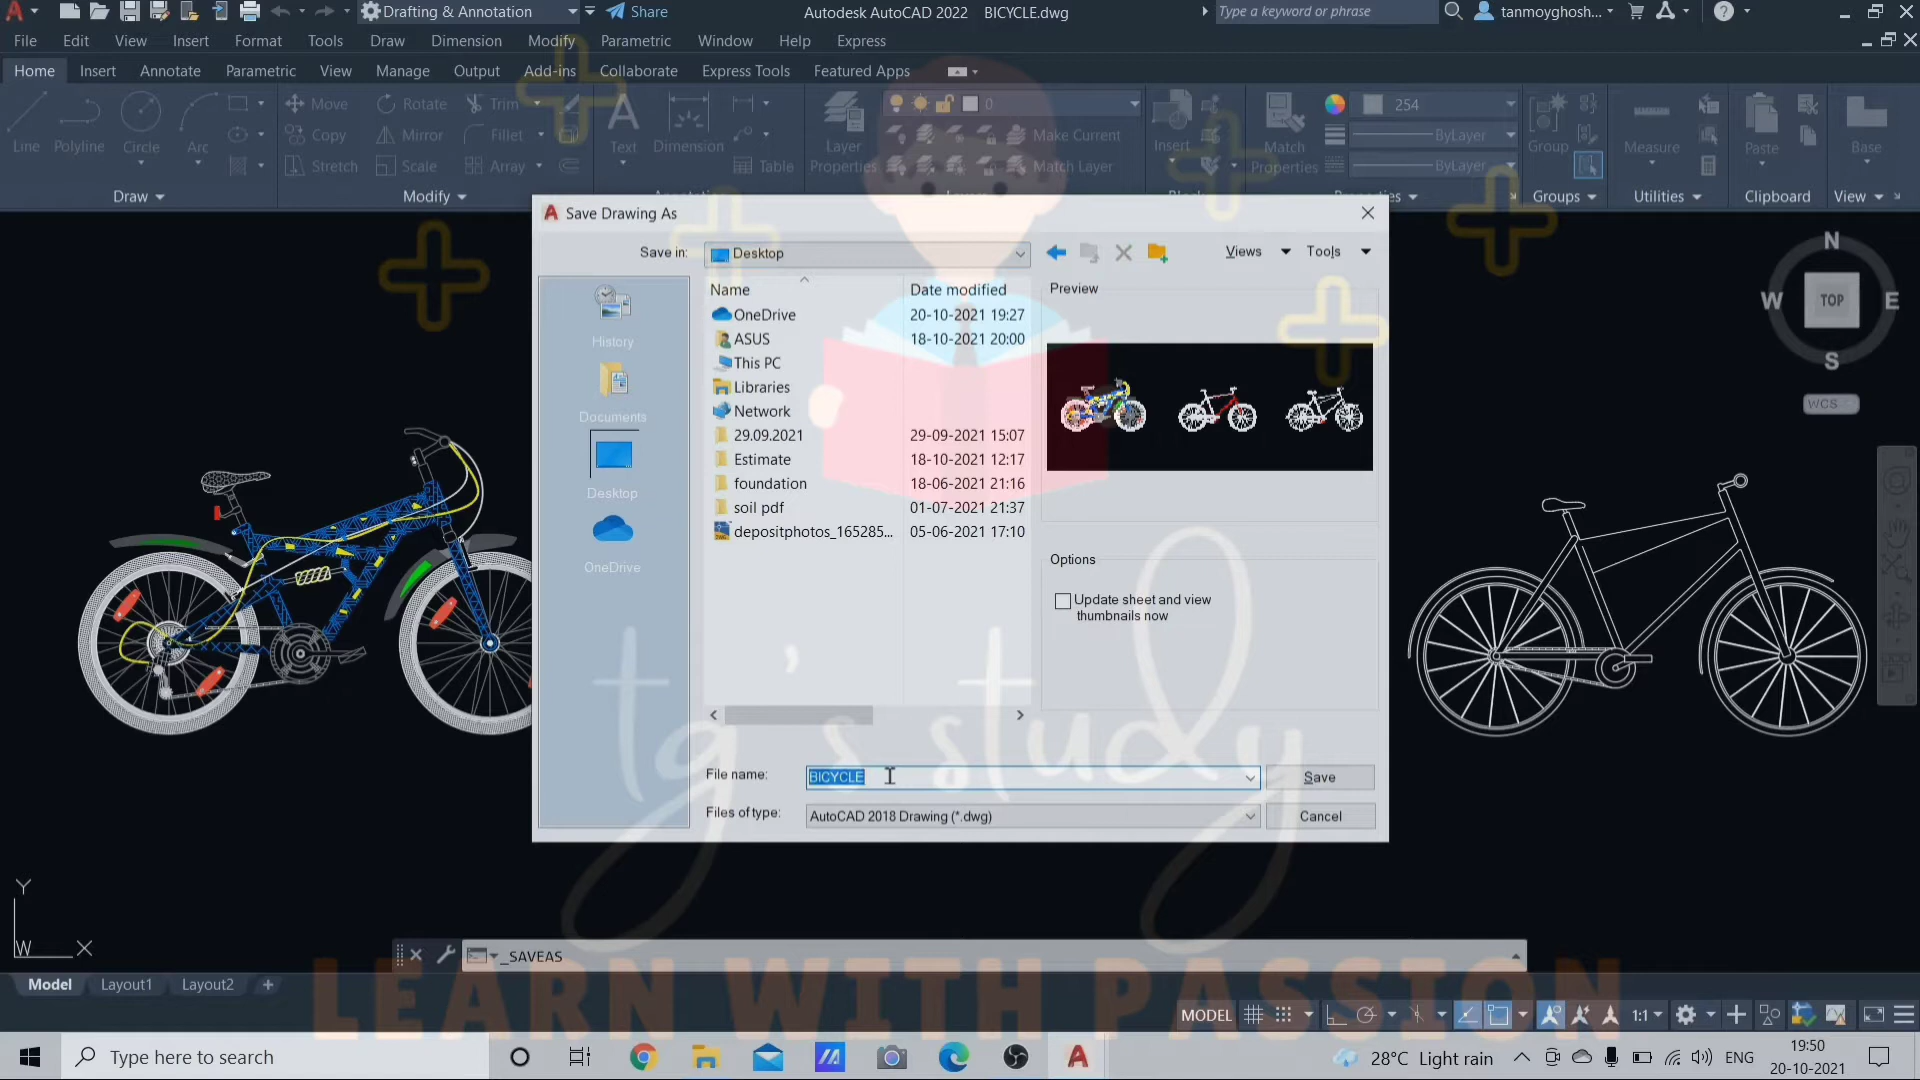 Drafting & Annotation
Share
Autodesk AutoCAD 2022 BICYCLE.dwg
Type a keyword or phrase
tanmoyghosh...
File Edit View Insert Format Tools Draw Dimension Modify Parametric Window Help Express
Home Insert Annotate Parametric View Manage Output Add-ins Collaborate Express Tools Featured Apps
Move Rotate Trim
0
254
Line Polyline Circle Arc
Copy Mirror Fillet
Text Dimension
Layer Properties
Make Current
Insert
Match Properties
ByLayer
Group Measure Paste Base
Stretch Scale Array
Table
Match Layer
ByLayer
Draw Modify
Groups Utilities Clipboard View
Save Drawing As
Save in: Desktop
Views Tools
Name Date modified
Preview
OneDrive 20-10-2021 19:27
ASUS 18-10-2021 20:00
This PC
Libraries
Network
29.09.2021 29-09-2021 15:07
Estimate 18-10-2021 12:17
foundation 18-06-2021 21:16
soil pdf 01-07-2021 21:37
depositphotos_165285... 05-06-2021 17:10
History
Documents
Desktop
OneDrive
Options
Update sheet and view
thumbnails now
File name: BICYCLE
Save
Files of type: AutoCAD 2018 Drawing (*.dwg)
Cancel
N
W TOP E
S
WCS
tg's study
LEARN WITH PASSION
Y
W X
_SAVEAS
Model Layout1 Layout2 +
MODEL 1:1
Type here to search
28°C Light rain
ENG
19:50
20-10-2021